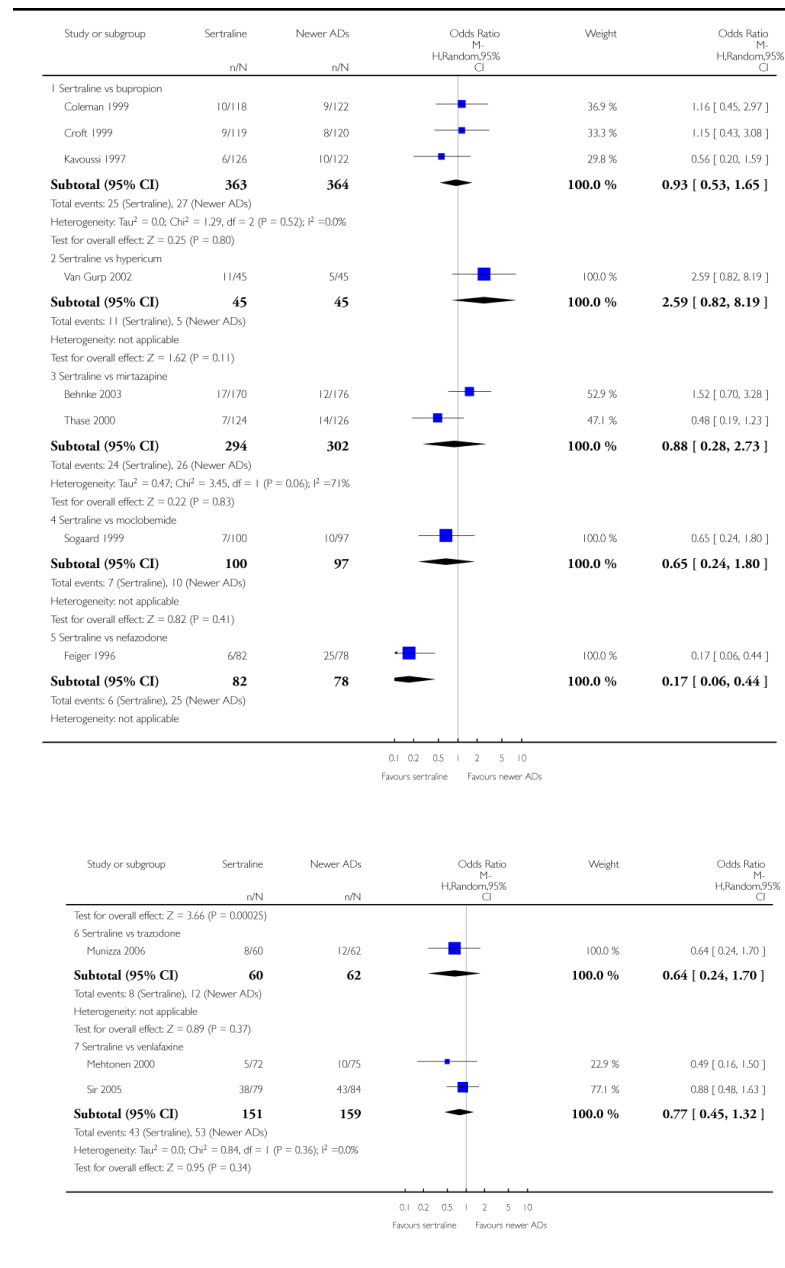 Study or subgroup Sertraline Newer ADs Odds Ratio Weight Odds Ratio
M- M-
H,Random,95% H,Random,95%
n/N n/N CI CI
1 Sertraline vs bupropion
Coleman 1999 10/118 9/122 36.9 % 1.16 [ 0.45, 2.97 ]
Croft 1999 9/119 8/120 33.3 % 1.15 [ 0.43, 3.08 ]
Kavoussi 1997 6/126 10/122 29.8 % 0.56 [ 0.20, 1.59 ]
Subtotal (95% CI) 363 364 100.0 % 0.93 [ 0.53, 1.65 ]
Total events: 25 (Sertraline), 27 (Newer ADs)
Heterogeneity: Tau² = 0.0; Chi² = 1.29, df = 2 (P = 0.52); I² =0.0%
Test for overall effect: Z = 0.25 (P = 0.80)
2 Sertraline vs hypericum
Van Gurp 2002 11/45 5/45 100.0 % 2.59 [ 0.82, 8.19 ]
Subtotal (95% CI) 45 45 100.0 % 2.59 [ 0.82, 8.19 ]
Total events: 11 (Sertraline), 5 (Newer ADs)
Heterogeneity: not applicable
Test for overall effect: Z = 1.62 (P = 0.11)
3 Sertraline vs mirtazapine
Behnke 2003 17/170 12/176 52.9 % 1.52 [ 0.70, 3.28 ]
Thase 2000 7/124 14/126 47.1 % 0.48 [ 0.19, 1.23 ]
Subtotal (95% CI) 294 302 100.0 % 0.88 [ 0.28, 2.73 ]
Total events: 24 (Sertraline), 26 (Newer ADs)
Heterogeneity: Tau² = 0.47; Chi² = 3.45, df = 1 (P = 0.06); I² =71%
Test for overall effect: Z = 0.22 (P = 0.83)
4 Sertraline vs moclobemide
Sogaard 1999 7/100 10/97 100.0 % 0.65 [ 0.24, 1.80 ]
Subtotal (95% CI) 100 97 100.0 % 0.65 [ 0.24, 1.80 ]
Total events: 7 (Sertraline), 10 (Newer ADs)
Heterogeneity: not applicable
Test for overall effect: Z = 0.82 (P = 0.41)
5 Sertraline vs nefazodone
Feiger 1996 6/82 25/78 100.0 % 0.17 [ 0.06, 0.44 ]
Subtotal (95% CI) 82 78 100.0 % 0.17 [ 0.06, 0.44 ]
Total events: 6 (Sertraline), 25 (Newer ADs)
Heterogeneity: not applicable
0.1 0.2 0.5 1 2 5 10
Favours sertraline Favours newer ADs
Study or subgroup Sertraline Newer ADs Odds Ratio Weight Odds Ratio
M- M-
H,Random,95% H,Random,95%
n/N n/N CI CI
Test for overall effect: Z = 3.66 (P = 0.00025)
6 Sertraline vs trazodone
Munizza 2006 8/60 12/62 100.0 % 0.64 [ 0.24, 1.70 ]
Subtotal (95% CI) 60 62 100.0 % 0.64 [ 0.24, 1.70 ]
Total events: 8 (Sertraline), 12 (Newer ADs)
Heterogeneity: not applicable
Test for overall effect: Z = 0.89 (P = 0.37)
7 Sertraline vs venlafaxine
Mehtonen 2000 5/72 10/75 22.9 % 0.49 [ 0.16, 1.50 ]
Sir 2005 38/79 43/84 77.1 % 0.88 [ 0.48, 1.63 ]
Subtotal (95% CI) 151 159 100.0 % 0.77 [ 0.45, 1.32 ]
Total events: 43 (Sertraline), 53 (Newer ADs)
Heterogeneity: Tau² = 0.0; Chi² = 0.84, df = 1 (P = 0.36); I² =0.0%
Test for overall effect: Z = 0.95 (P = 0.34)
0.1 0.2 0.5 1 2 5 10
Favours sertraline Favours newer ADs